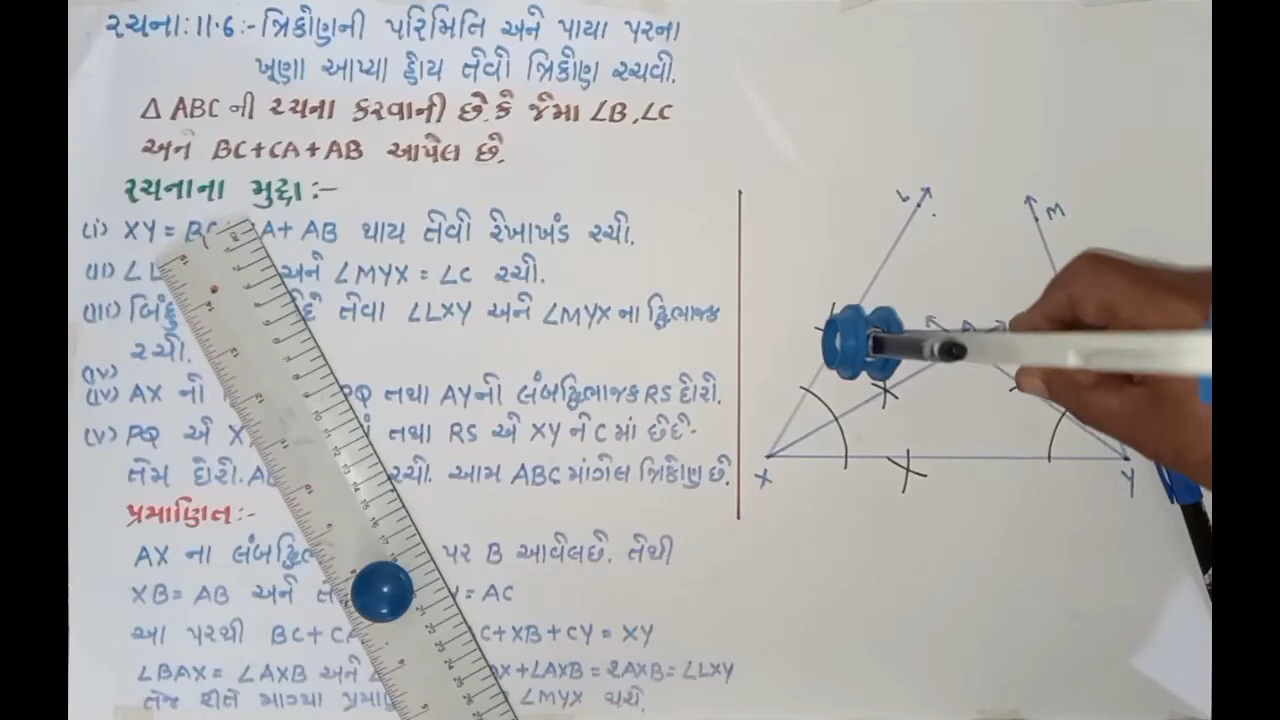 રચના: 11.6:- ત્રિકોણની પરિમિતિ અને પાયા પરના
ખૂણા આપ્યા હોય તેવો ત્રિકોણ રચવો.
△ ABC ની રચના કરવાની છે. કે જેમા ∠B, ∠C
અને BC+CA+AB આપેલ છે.
રચનાના મુદ્દા :-
(i) XY = BC A+ AB થાય તેવો રેખાખંડ રચો.
(ii) ∠L અને ∠MYX = ∠C રચો.
(iii) તેવા ∠LXY અને ∠MYX ના દ્વિભાજક
રચો.
(iv)
(iv) AX નો PQ તથા AYનો લંબદ્વિભાજક RS દોરો.
(v) PQ એ X તથા RS એ XY ને C માં છેદે-
તેમ દોરો. A રચો. આમ ABC માંગેલ ત્રિકોણ છે.
પ્રમાણિત:-
AX ના પર B આવેલ છે. તેથી
XB = AB અને = AC
આ પરથી BC + CA C+XB+CY = XY
∠BAX = ∠AXB અને X+∠AXB = 2AXB = ∠LXY
તેજ રીતે માગ્યા ∠MYX થશે.
L
M
A
X
Y